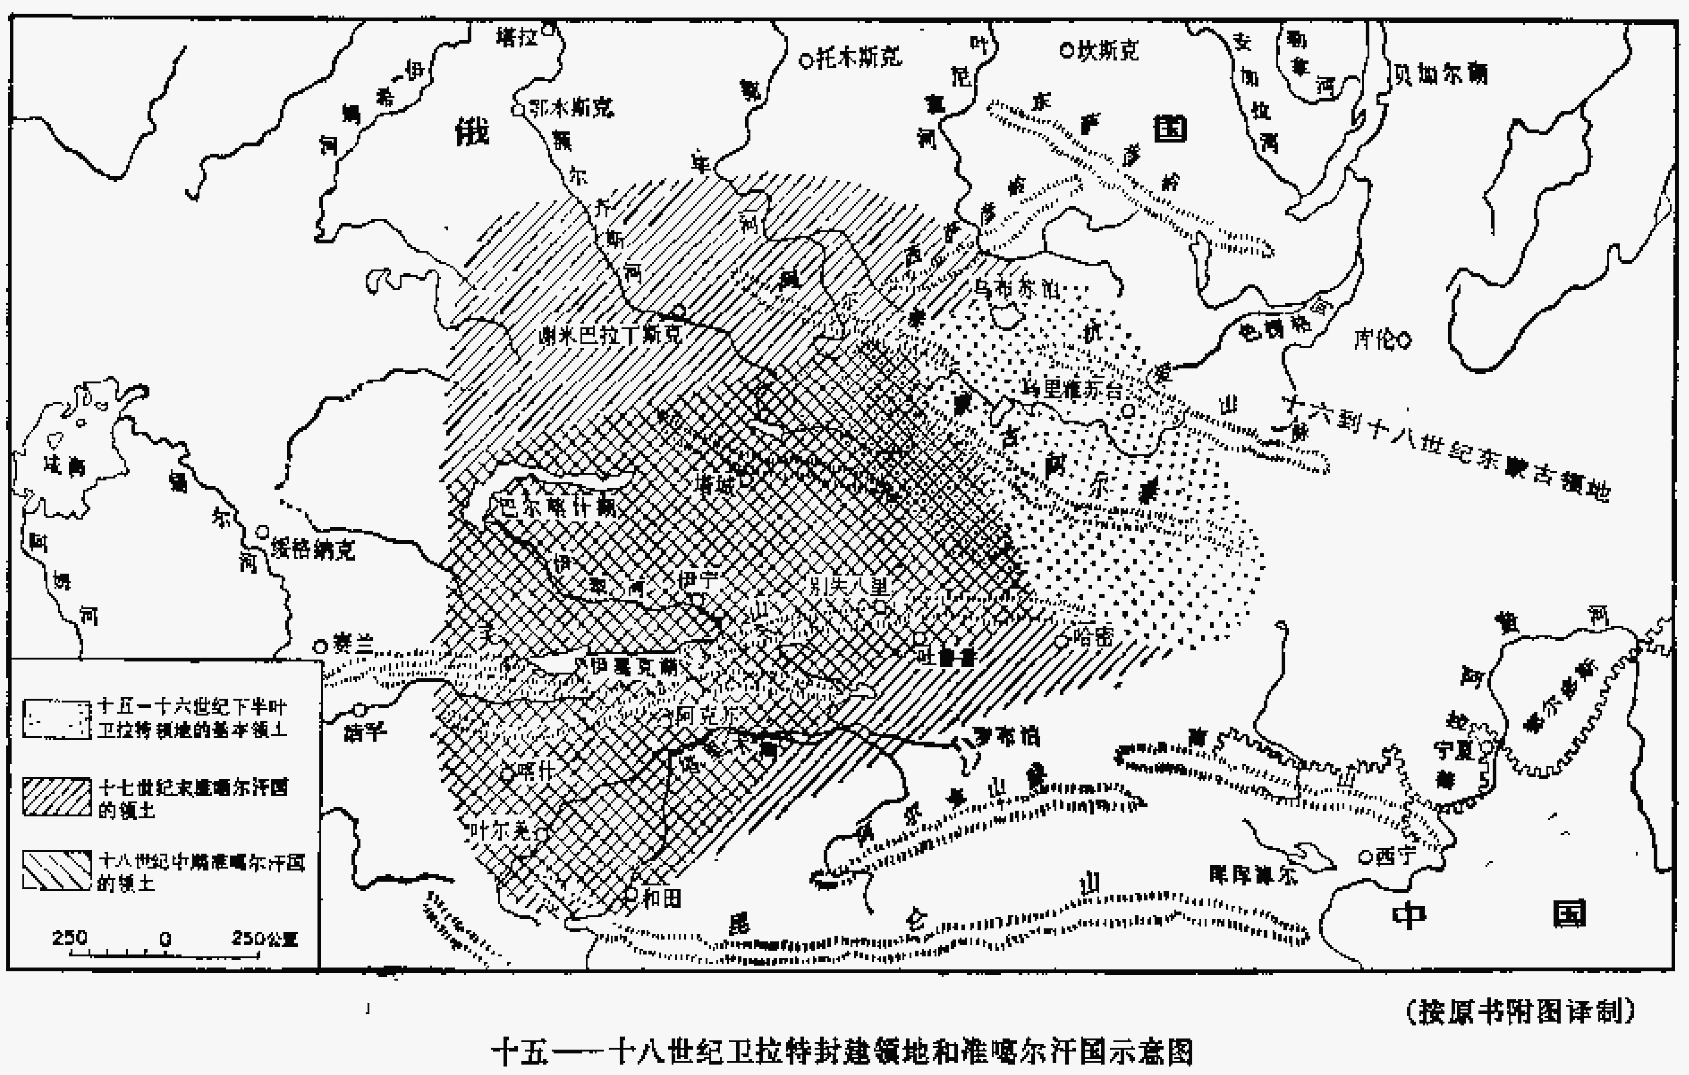 塔拉
托木斯克
坎斯克
贝加尔湖
鄂木斯克
俄
国
伊希姆河
额尔齐斯河
鄂毕河
叶尼塞河
安加拉河
勒拿河
东萨彦岭
西萨彦岭
乌布苏泊
色楞格河
库伦
谢米巴拉丁斯克
阿尔泰
杭爱山脉
乌里雅苏台
蒙古阿尔泰
十六到十八世纪东蒙古领地
咸海
锡尔河
阿姆河
绥格纳克
塔城
巴尔喀什湖
伊犁河
伊宁
别失八里
赛兰
天山
伊塞克湖
吐鲁番
哈密
浩罕
阿克苏
塔里木河
罗布泊
喀什
叶尔羌
和田
阿尔金山脉
昆仑山
南山
库库淖尔
西宁
黄河
阿拉善
宁夏
鄂尔多斯
中国
十五—十六世纪下半叶
卫拉特领地的基本领土
十七世纪末准噶尔汗国
的领土
十八世纪中期准噶尔汗国
的领土
250 0 250公里
(按原书附图译制)
十五——十八世纪卫拉特封建领地和准噶尔汗国示意图